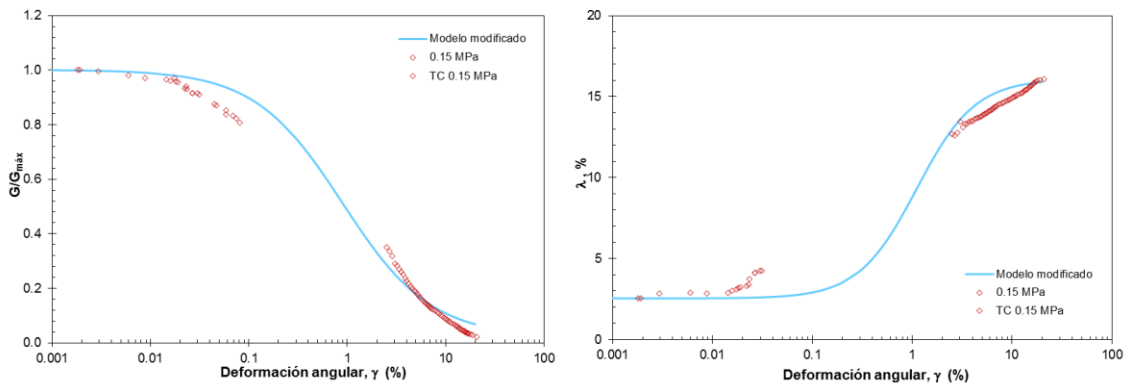 1.2
1.0
0.8
0.6
0.4
0.2
0.0
G/Gmáx
0.001
0.01
0.1
1
10
100
Deformación angular, γ (%)
Modelo modificado
0.15 MPa
TC 0.15 MPa
20
15
10
5
0
λ, %
0.001
0.01
0.1
1
10
100
Deformación angular, γ (%)
Modelo modificado
0.15 MPa
TC 0.15 MPa